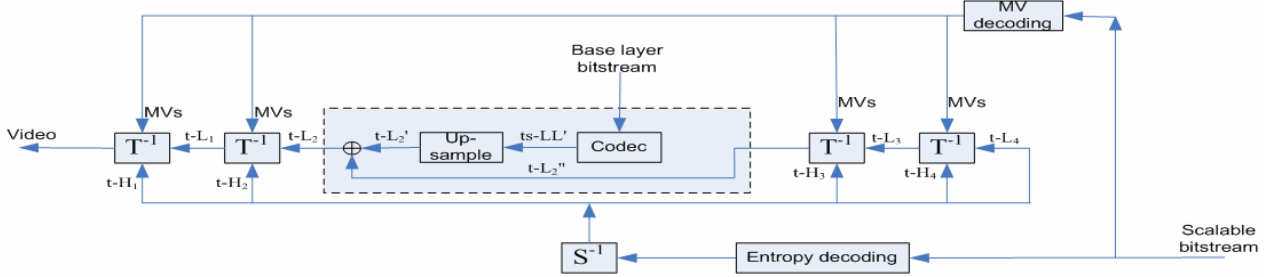 MV
decoding
Base layer
bitstream
MVs
MVs
MVs
MVs
Video
T⁻¹
t-L₁
T⁻¹
t-L₂
t-L₂'
Up-
sample
ts-LL'
Codec
t-L₂''
T⁻¹
t-L₃
T⁻¹
t-L₄
t-H₁
t-H₂
t-H₃
t-H₄
S⁻¹
Entropy decoding
Scalable
bitstream